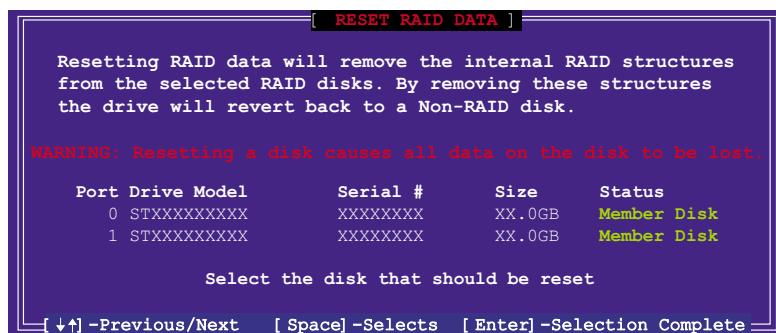 [ RESET RAID DATA ]
Resetting RAID data will remove the internal RAID structures
from the selected RAID disks. By removing these structures
the drive will revert back to a Non-RAID disk.
WARNING: Resetting a disk causes all data on the disk to be lost.
Port Drive Model Serial # Size Status
0 STXXXXXXXXX XXXXXXXX XX.0GB Member Disk
1 STXXXXXXXXX XXXXXXXX XX.0GB Member Disk
Select the disk that should be reset
[↓↑]-Previous/Next [Space]-Selects [Enter]-Selection Complete